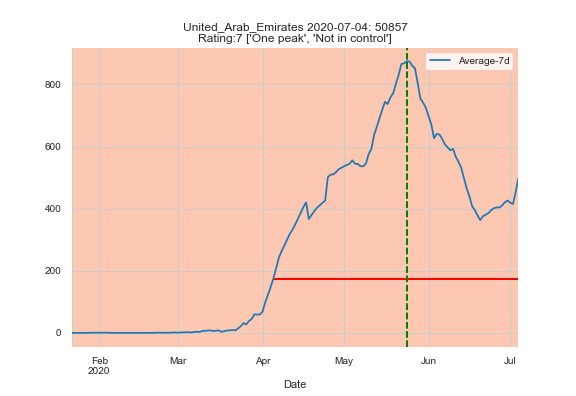 United_Arab_Emirates 2020-07-04: 50857
Rating:7 ['One peak', 'Not in control']
Average-7d
800
600
400
200
0
Feb
2020
Mar
Apr
May
Jun
Jul
Date